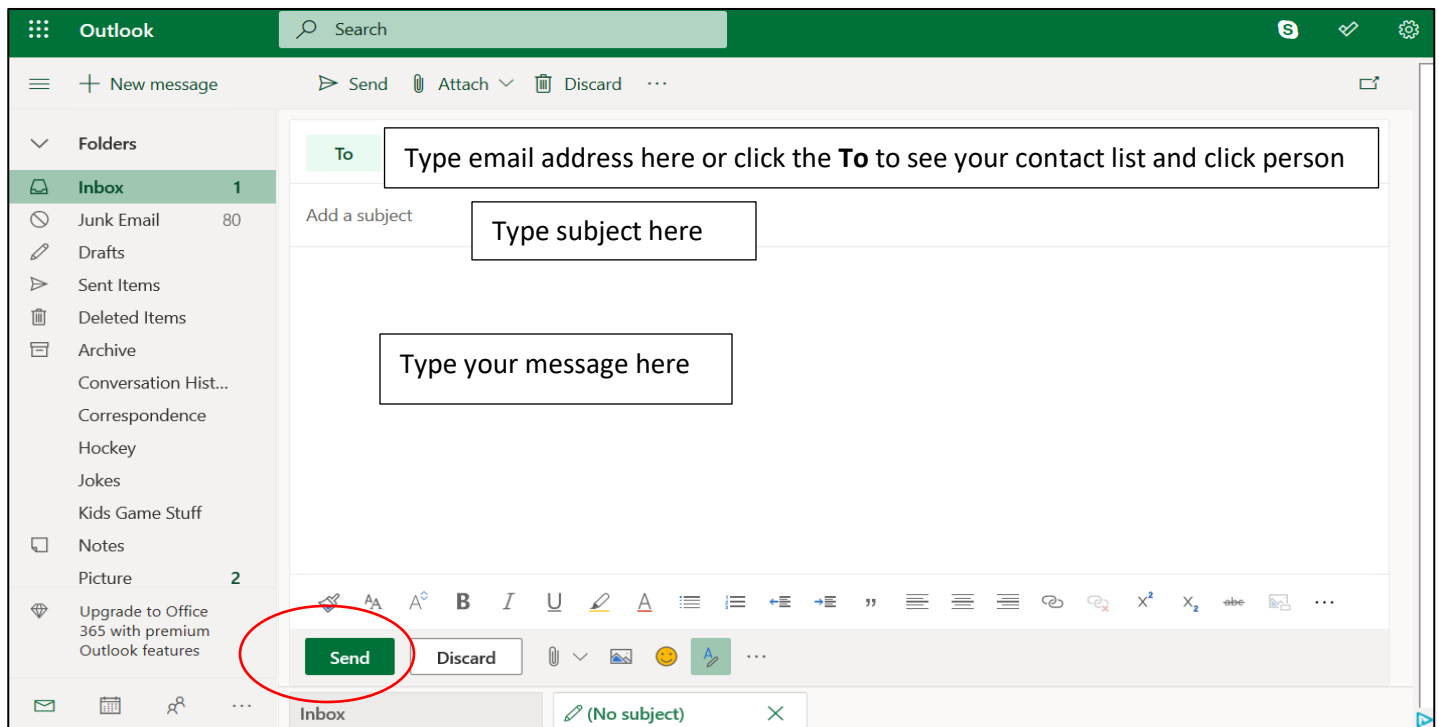 Outlook
Search
New message
Send
Attach
Discard
Folders
To
Type email address here or click the To to see your contact list and click person
Inbox 1
Add a subject
Type subject here
Junk Email 80
Drafts
Sent Items
Deleted Items
Archive
Type your message here
Conversation Hist...
Correspondence
Hockey
Jokes
Kids Game Stuff
Notes
Picture 2
Upgrade to Office
365 with premium
Outlook features
Send
Discard
Inbox
(No subject)